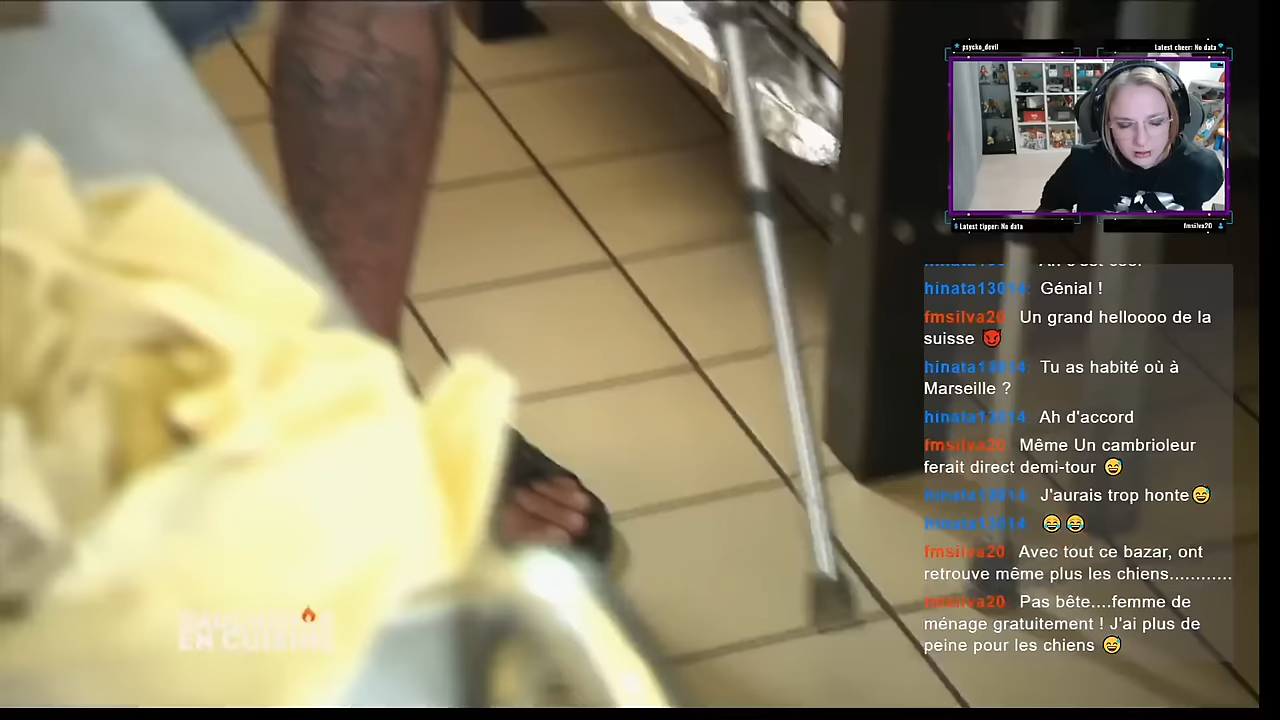 psycko_devil
Latest cheer: No data
Latest tipper: No data
fmsilva20
hinata13014: Génial !
fmsilva20 Un grand helloooo de la
suisse 😈
hinata13014: Tu as habité où à
Marseille ?
hinata13014: Ah d'accord
fmsilva20 Même Un cambrioleur
ferait direct demi-tour 😅
hinata13014: J'aurais trop honte😅
hinata13014: 😂 😂
fmsilva20 Avec tout ce bazar, ont
retrouve même plus les chiens............
fmsilva20 Pas bête....femme de
ménage gratuitement ! J'ai plus de
peine pour les chiens 😅
EN CUISINE